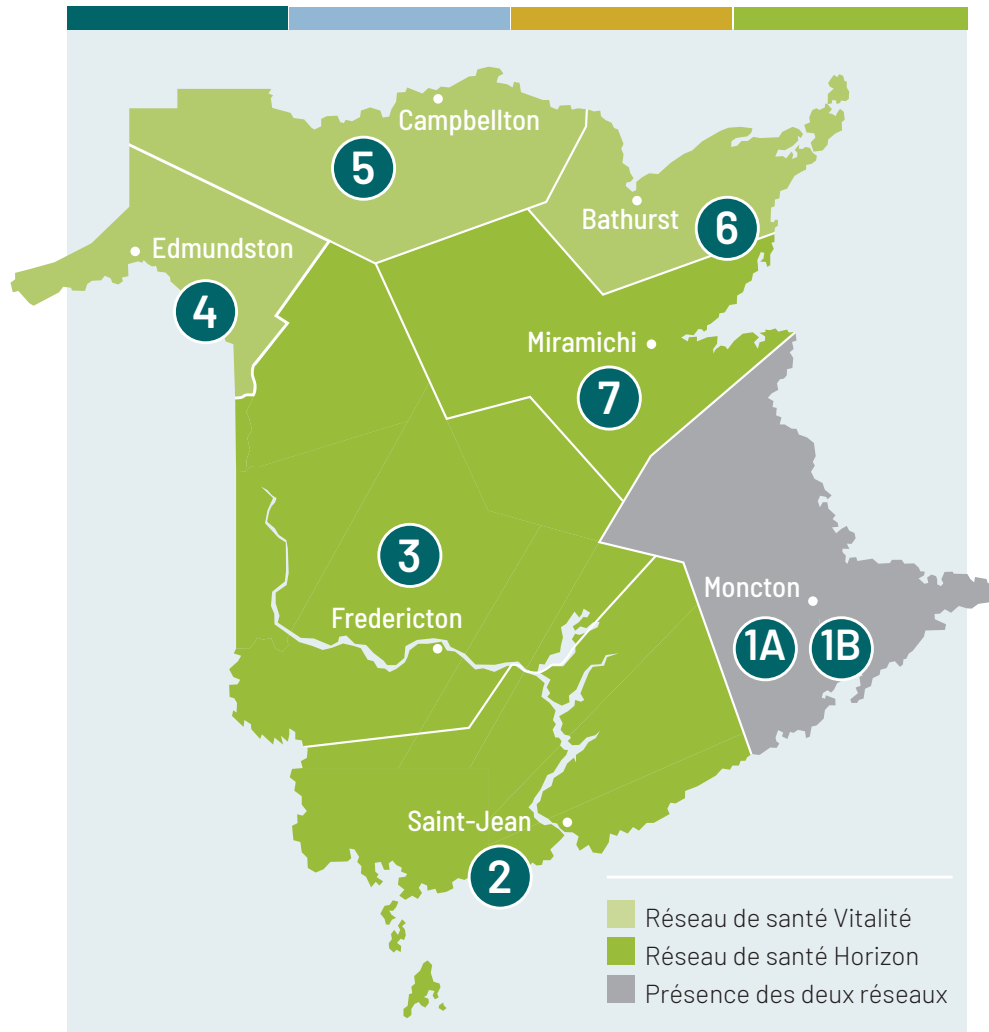 Campbellton
5
Bathurst
6
Edmundston
4
Miramichi
7
3
Fredericton
Moncton
1A
1B
Saint-Jean
2
Réseau de santé Vitalité
Réseau de santé Horizon
Présence des deux réseaux